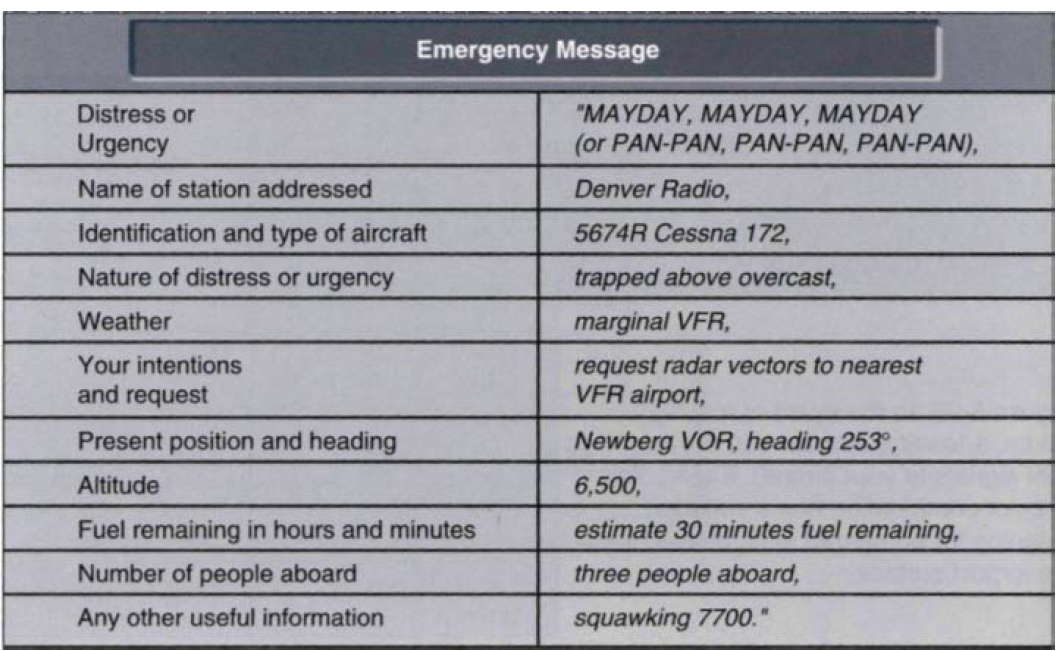 Emergency Message
Distress or
Urgency
"MAYDAY, MAYDAY, MAYDAY
(or PAN-PAN, PAN-PAN, PAN-PAN),
Name of station addressed
Denver Radio,
Identification and type of aircraft
5674R Cessna 172,
Nature of distress or urgency
trapped above overcast,
Weather
marginal VFR,
Your intentions
and request
request radar vectors to nearest
VFR airport,
Present position and heading
Newberg VOR, heading 253°,
Altitude
6,500,
Fuel remaining in hours and minutes
estimate 30 minutes fuel remaining,
Number of people aboard
three people aboard,
Any other useful information
squawking 7700."